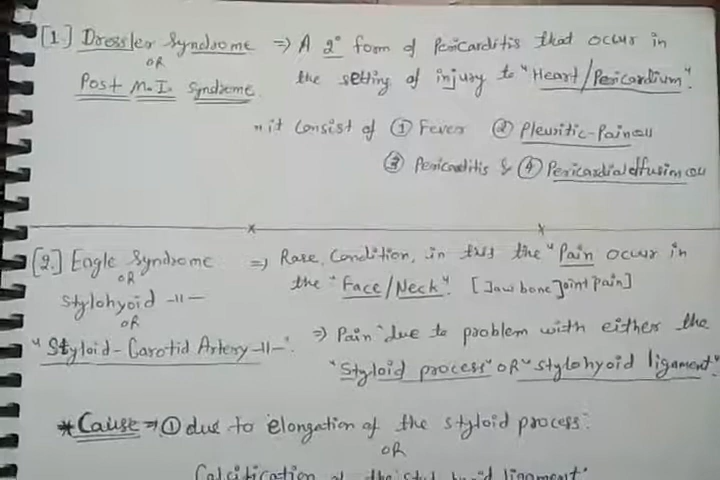 [1.] Dressler Syndrome => A 2° form of Pericarditis that occur in
OR
the setting of injury to "Heart/Pericardium".
Post M.I. Syndrome
it consist of ① Fever ② Pleuritic-Pain
③ Pericarditis & ④ Pericardial effusion
[2.] Eagle Syndrome => Rare Condition, in this the "Pain occur in
OR
the "Face/Neck". [Jaw bone Joint Pain]
Stylohyoid -11-
OR
=> Pain due to problem with either the
"Styloid-Carotid Artery-11-".
"Styloid process" OR "stylohyoid ligament"
*Cause => ① due to elongation of the styloid process.
OR
Calcification ligament.